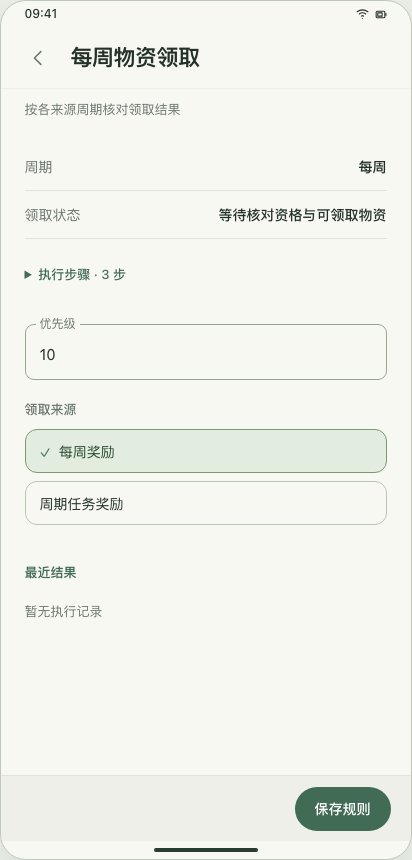 09:41
每周物资领取
按各来源周期核对领取结果
周期 每周
领取状态 等待核对资格与可领取物资
▶ 执行步骤 · 3 步
优先级
10
领取来源
✓ 每周奖励
周期任务奖励
最近结果
暂无执行记录
保存规则